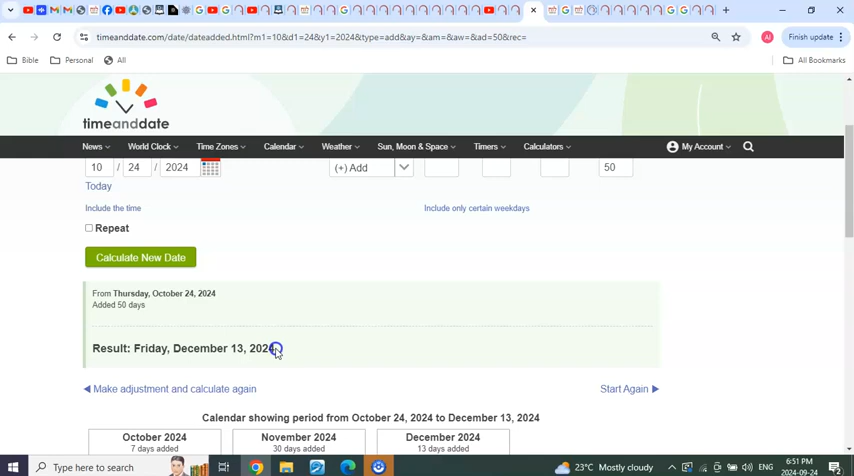 timeanddate.com/date/dateadded.html?m1=10&d1=24&y1=2024&type=add&ay=&am=&aw=&ad=50&rec=
AI
Finish update
Bible
Personal
All
All Bookmarks
timeanddate
News
World Clock
Time Zones
Calendar
Weather
Sun, Moon & Space
Timers
Calculators
My Account
10 / 24 / 2024
(+) Add
50
Today
Include the time
Include only certain weekdays
Repeat
Calculate New Date
From Thursday, October 24, 2024
Added 50 days
Result: Friday, December 13, 2024
Make adjustment and calculate again
Start Again
Calendar showing period from October 24, 2024 to December 13, 2024
October 2024
November 2024
December 2024
7 days added
30 days added
13 days added
Type here to search
23°C Mostly cloudy
ENG
6:51 PM
2024-09-24
2